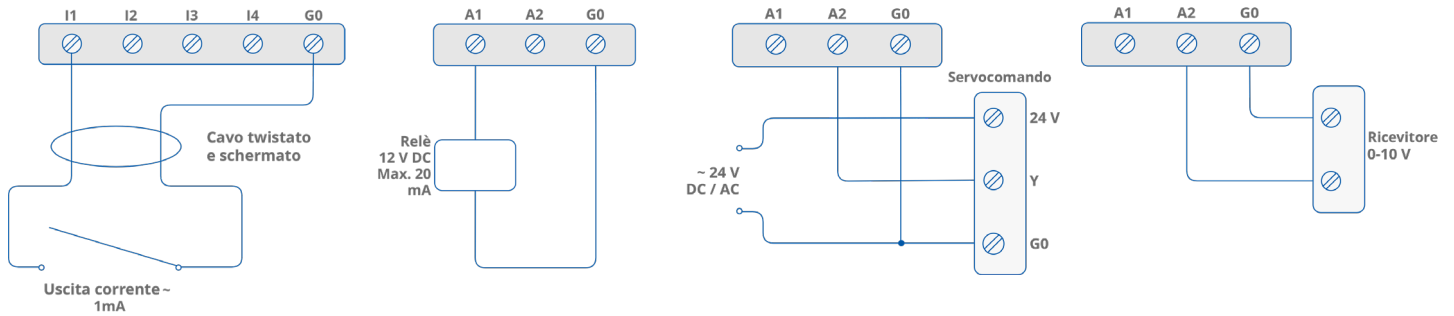 I1 I2 I3 I4 G0
Cavo twistato
e schermato
Uscita corrente ~
1mA
A1 A2 G0
Relè
12 V DC
Max. 20
mA
A1 A2 G0
Servocomando
24 V
~ 24 V
DC / AC
Y
G0
A1 A2 G0
Ricevitore
0-10 V